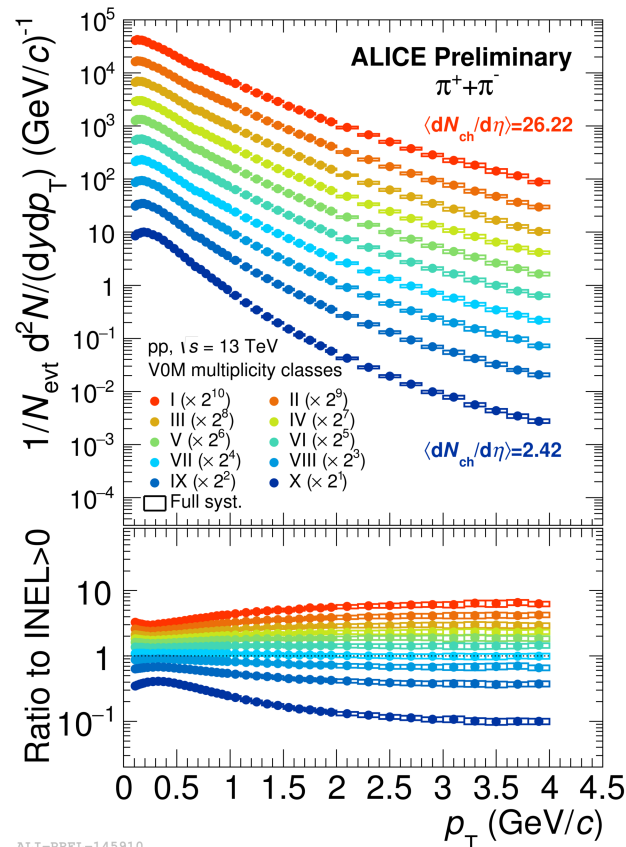 10⁵
10⁴
10³
10²
10
1
10⁻¹
10⁻²
10⁻³
10⁻⁴
1/N_evt d²N/(dydp_T) (GeV/c)⁻¹
ALICE Preliminary
π⁺+π⁻
⟨dN_ch/dη⟩=26.22
pp, √s = 13 TeV
V0M multiplicity classes
I (× 2¹⁰) II (× 2⁹)
III (× 2⁸) IV (× 2⁷)
V (× 2⁶) VI (× 2⁵)
VII (× 2⁴) VIII (× 2³)
IX (× 2²) X (× 2¹)
Full syst.
⟨dN_ch/dη⟩=2.42
Ratio to INEL>0
10
1
10⁻¹
0 0.5 1 1.5 2 2.5 3 3.5 4 4.5
p_T (GeV/c)
ALI-PREL-145910